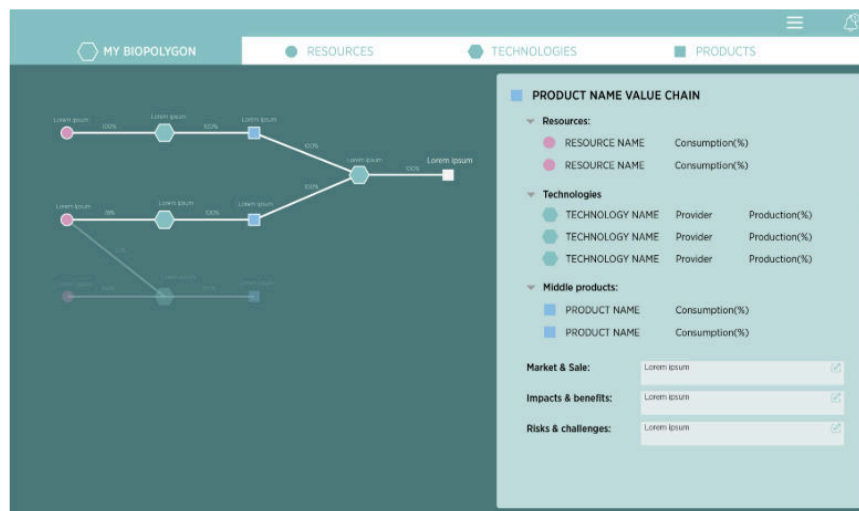 MY BIOPOLYGON
RESOURCES
TECHNOLOGIES
PRODUCTS
Lorem ipsum
Lorem ipsum
Lorem ipsum
100%
100%
100%
Lorem ipsum
Lorem ipsum
100%
100%
Lorem ipsum
Lorem ipsum
Lorem ipsum
100%
Lorem ipsum
PRODUCT NAME VALUE CHAIN
Resources:
RESOURCE NAME Consumption(%)
RESOURCE NAME Consumption(%)
Technologies
TECHNOLOGY NAME Provider Production(%)
TECHNOLOGY NAME Provider Production(%)
TECHNOLOGY NAME Provider Production(%)
Middle products:
PRODUCT NAME Consumption(%)
PRODUCT NAME Consumption(%)
Market & Sale: Lorem ipsum
Impacts & benefits: Lorem ipsum
Risks & challenges: Lorem ipsum